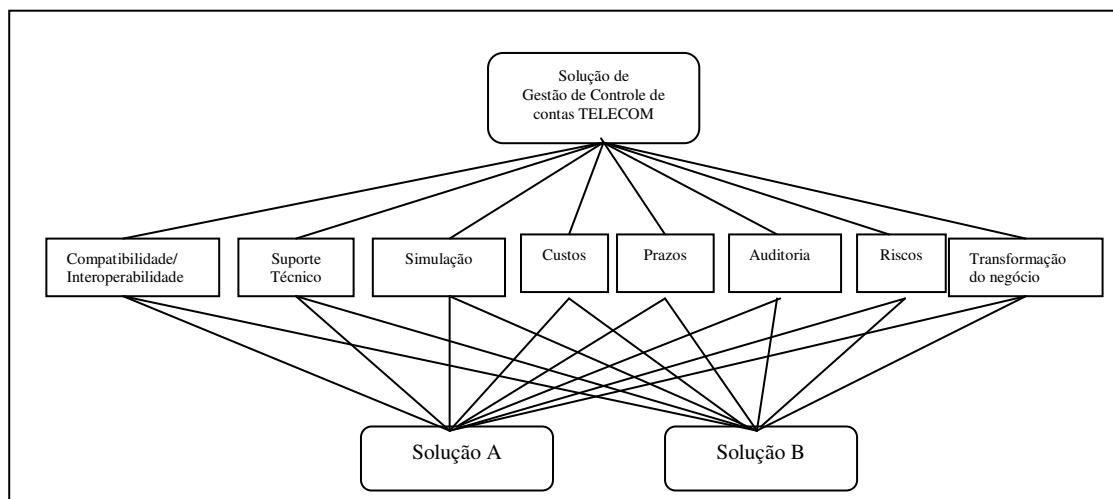 Solução de
Gestão de Controle de
contas TELECOM
Compatibilidade/
Interoperabilidade
Suporte
Técnico
Simulação
Custos
Prazos
Auditoria
Riscos
Transformação
do negócio
Solução A
Solução B